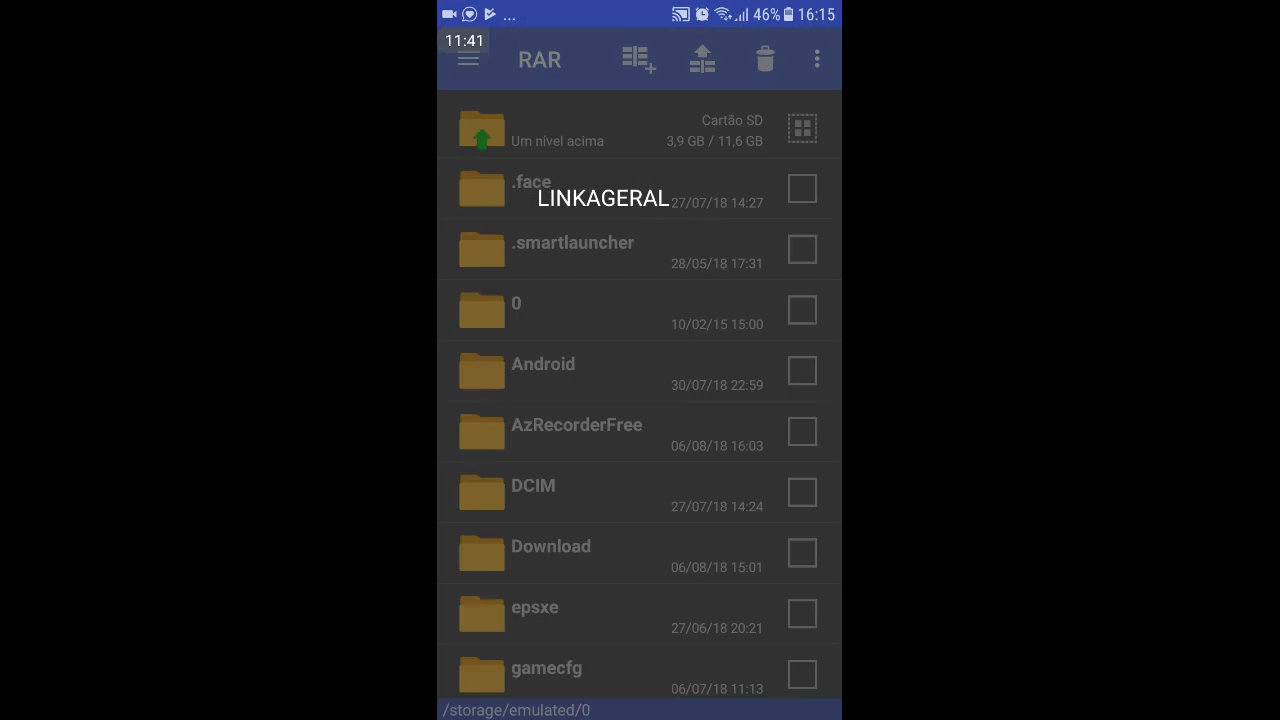 ... 46% 16:15
11:41
RAR
Cartão SD
Um nível acima 3,9 GB / 11,6 GB
.face
LINKAGERAL
27/07/18 14:27
.smartlauncher
28/05/18 17:31
0
10/02/15 15:00
Android
30/07/18 22:59
AzRecorderFree
06/08/18 16:03
DCIM
27/07/18 14:24
Download
06/08/18 15:01
epsxe
27/06/18 20:21
gamecfg
06/07/18 11:13
/storage/emulated/0